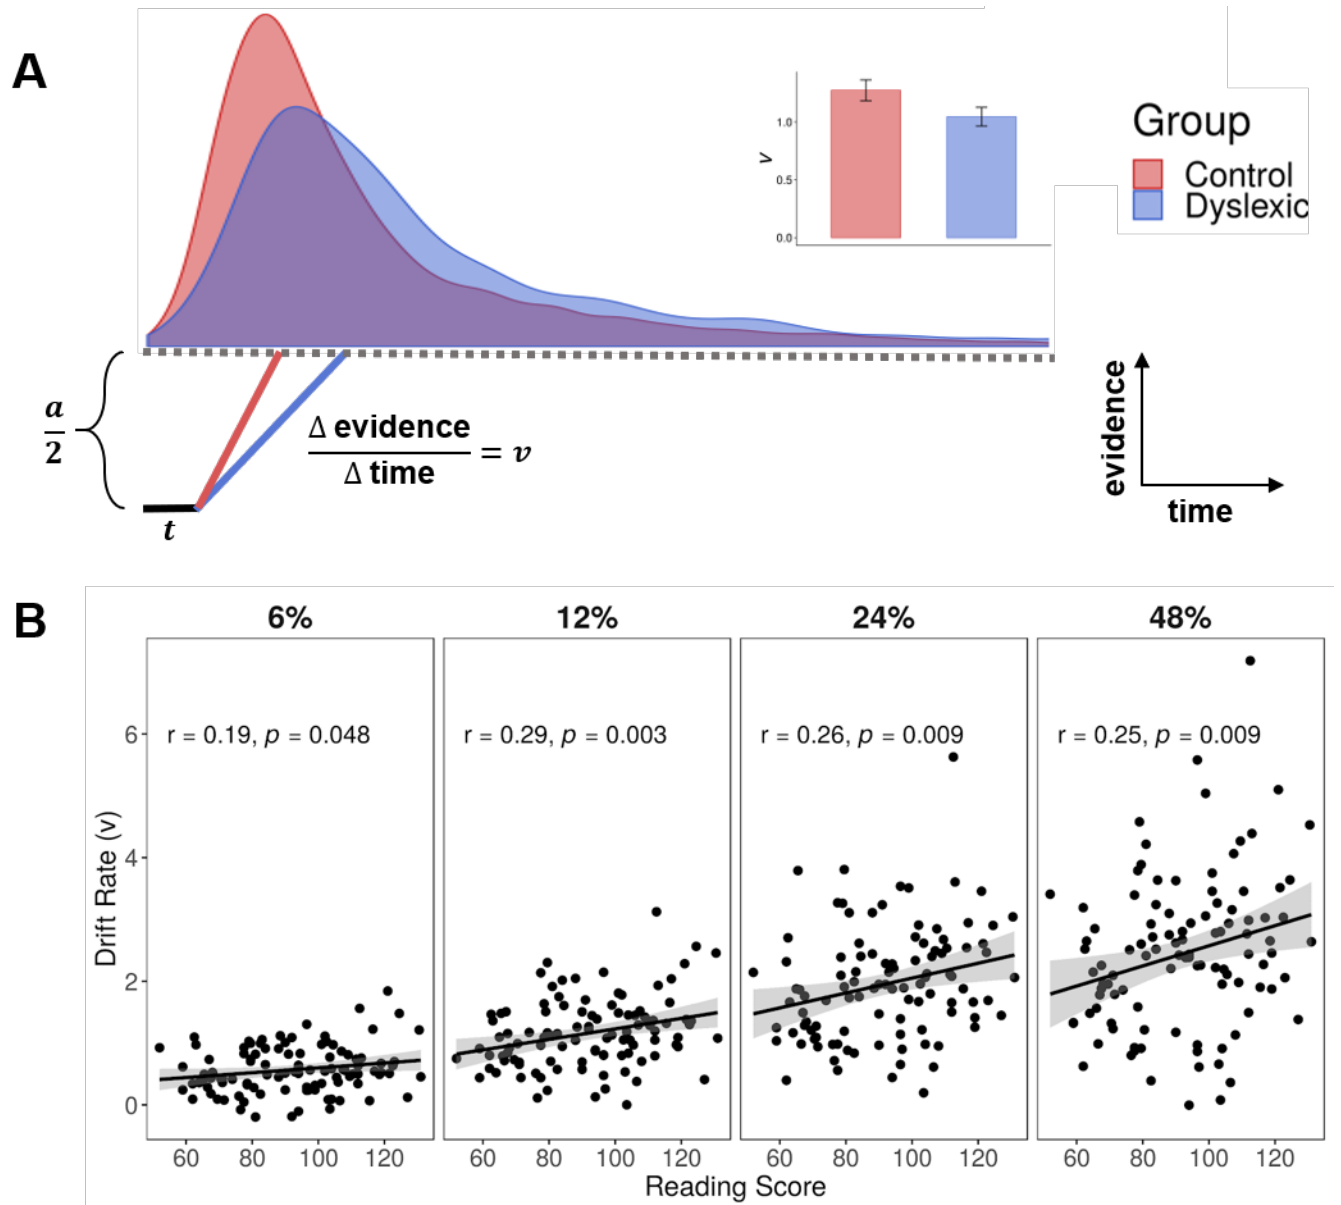 A
Group
Control
Dyslexic
v
1.0
0.5
0.0
a
2
Δ evidence
Δ time
= v
t
evidence
time
B
6% 12% 24% 48%
r = 0.19, p = 0.048
r = 0.29, p = 0.003
r = 0.26, p = 0.009
r = 0.25, p = 0.009
Drift Rate (v)
6
4
2
0
60 80 100 120
60 80 100 120
60 80 100 120
60 80 100 120
Reading Score